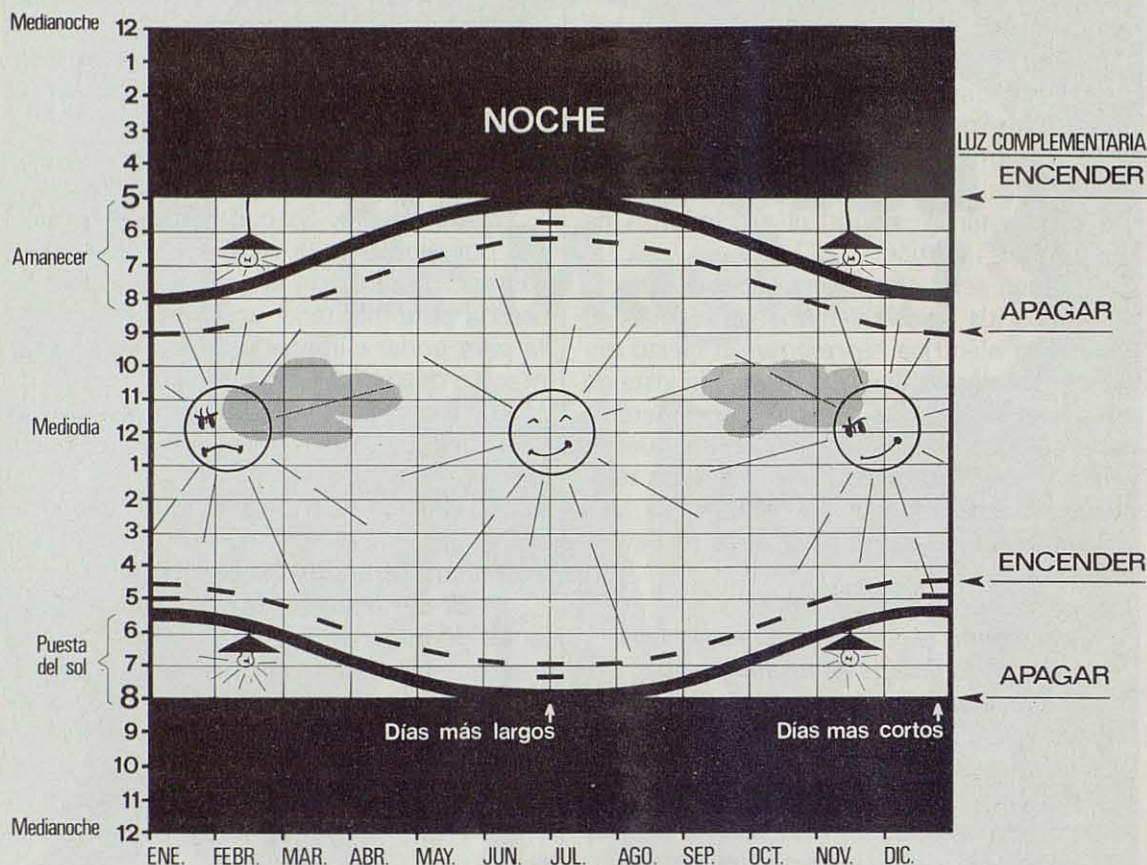 Medianoche 12
1
2
NOCHE
3
LUZ COMPLEMENTARIA
4
ENCENDER
5
6
Amanecer
7
8
APAGAR
9
10
11
Mediodia
12
1
2
3
ENCENDER
4
5
6
Puesta
del sol
7
APAGAR
8
Días más largos
Días mas cortos
9
10
11
Medianoche 12
ENE. FEBR. MAR. ABR. MAY. JUN. JUL. AGO. SEP. OCT. NOV. DIC.